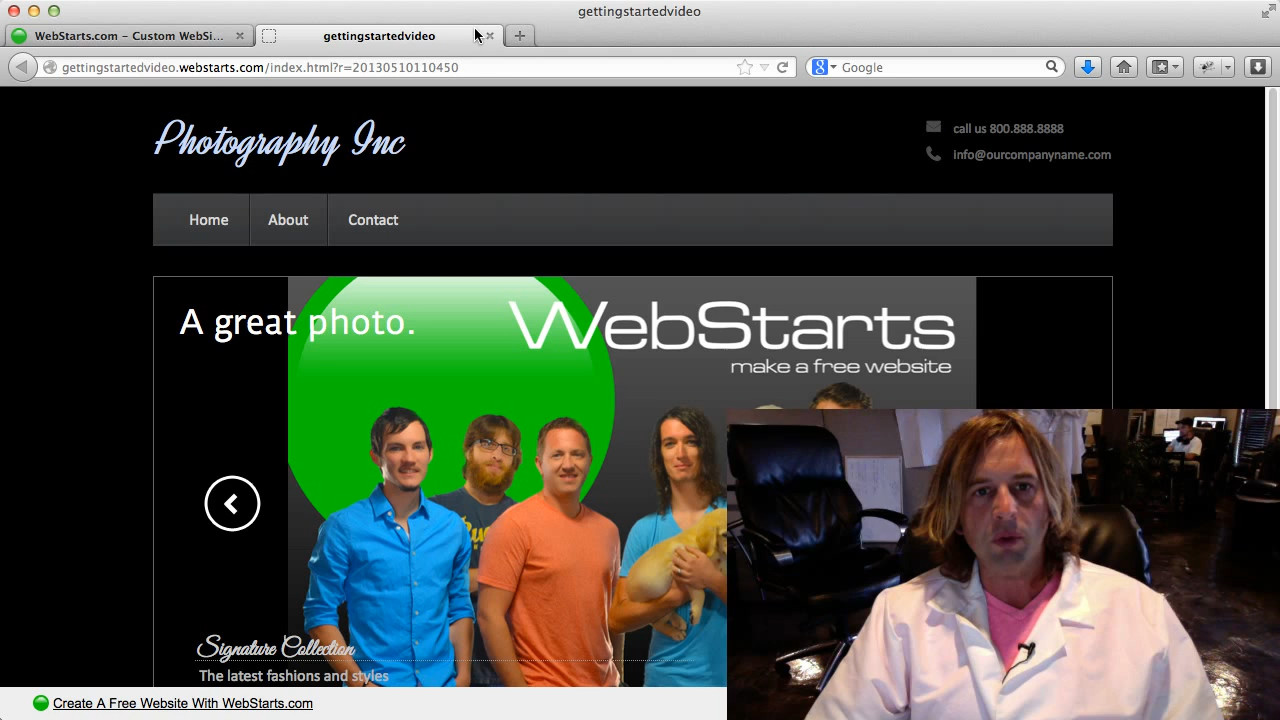 gettingstartedvideo
WebStarts.com – Custom WebSi...
gettingstartedvideo
gettingstartedvideo.webstarts.com/index.html?r=20130510110450
Google
Photography Inc
call us 800.888.8888
info@ourcompanyname.com
Home
About
Contact
A great photo.
WebStarts
make a free website
Signature Collection
The latest fashions and styles
Create A Free Website With WebStarts.com